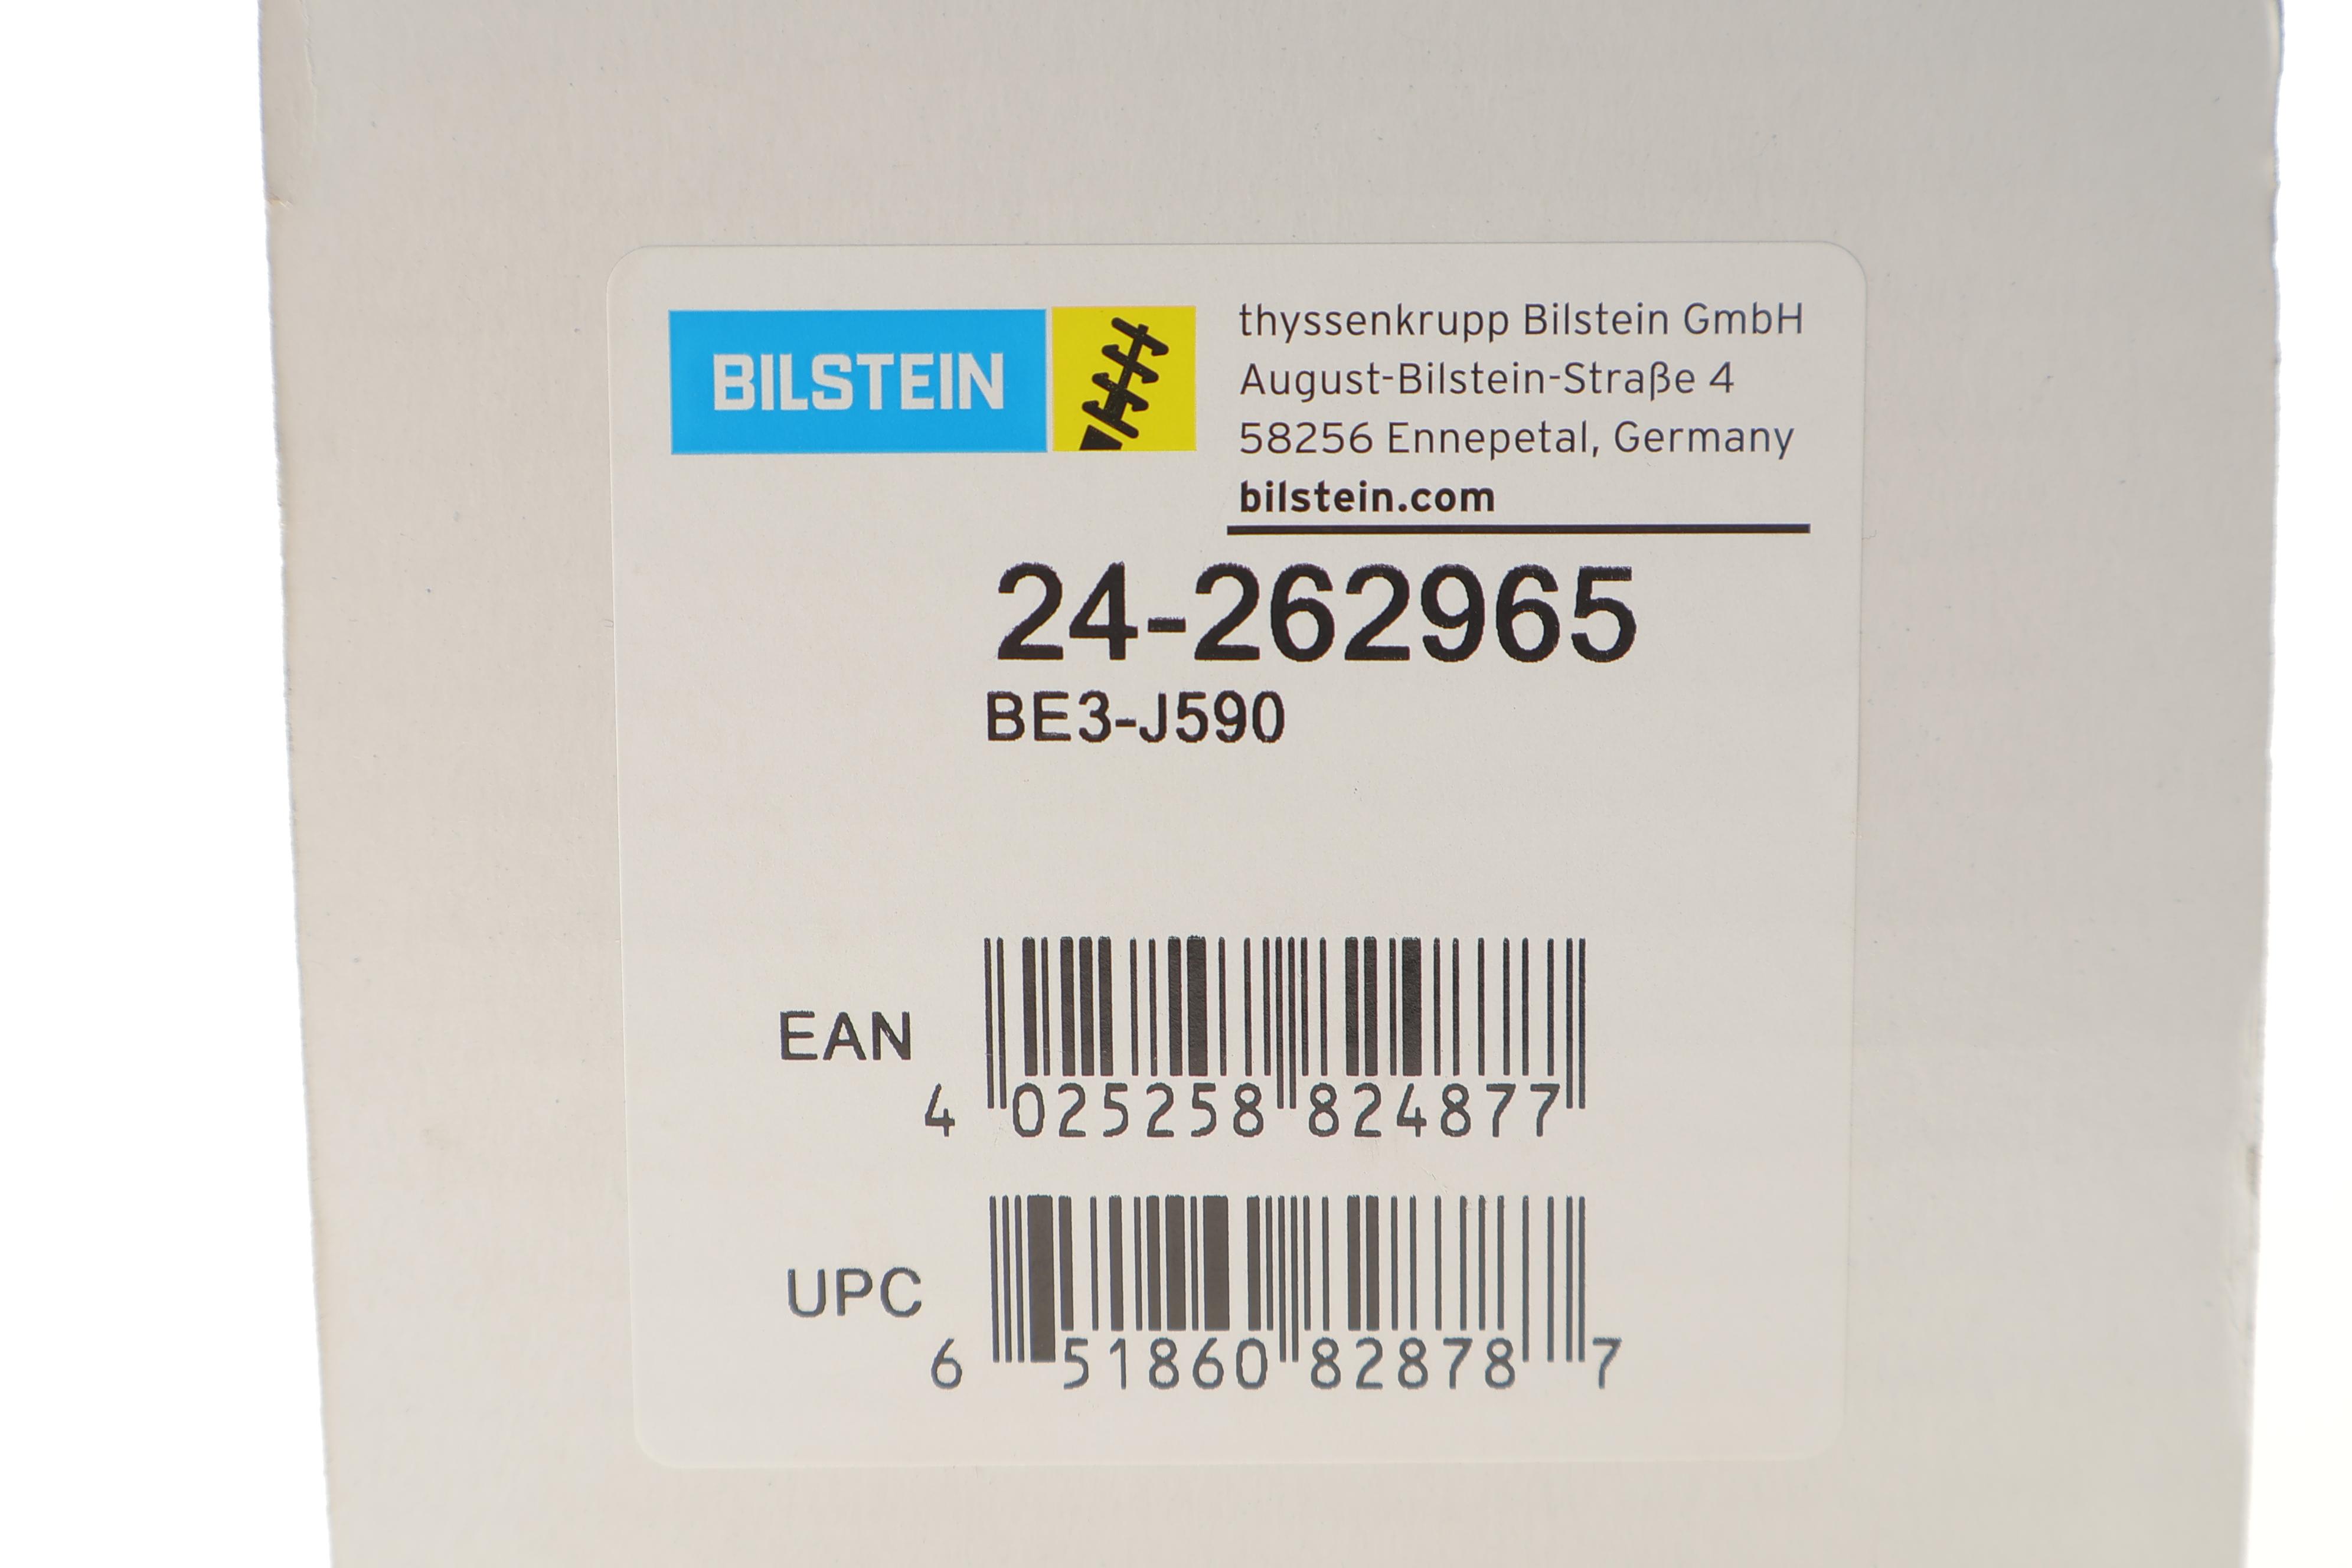 BILSTEIN
thyssenkrupp Bilstein GmbH
August-Bilstein-Straße 4
58256 Ennepetal, Germany
bilstein.com
24-262965
BE3-J590
EAN
4 025258 824877
UPC
6 51860 82878 7